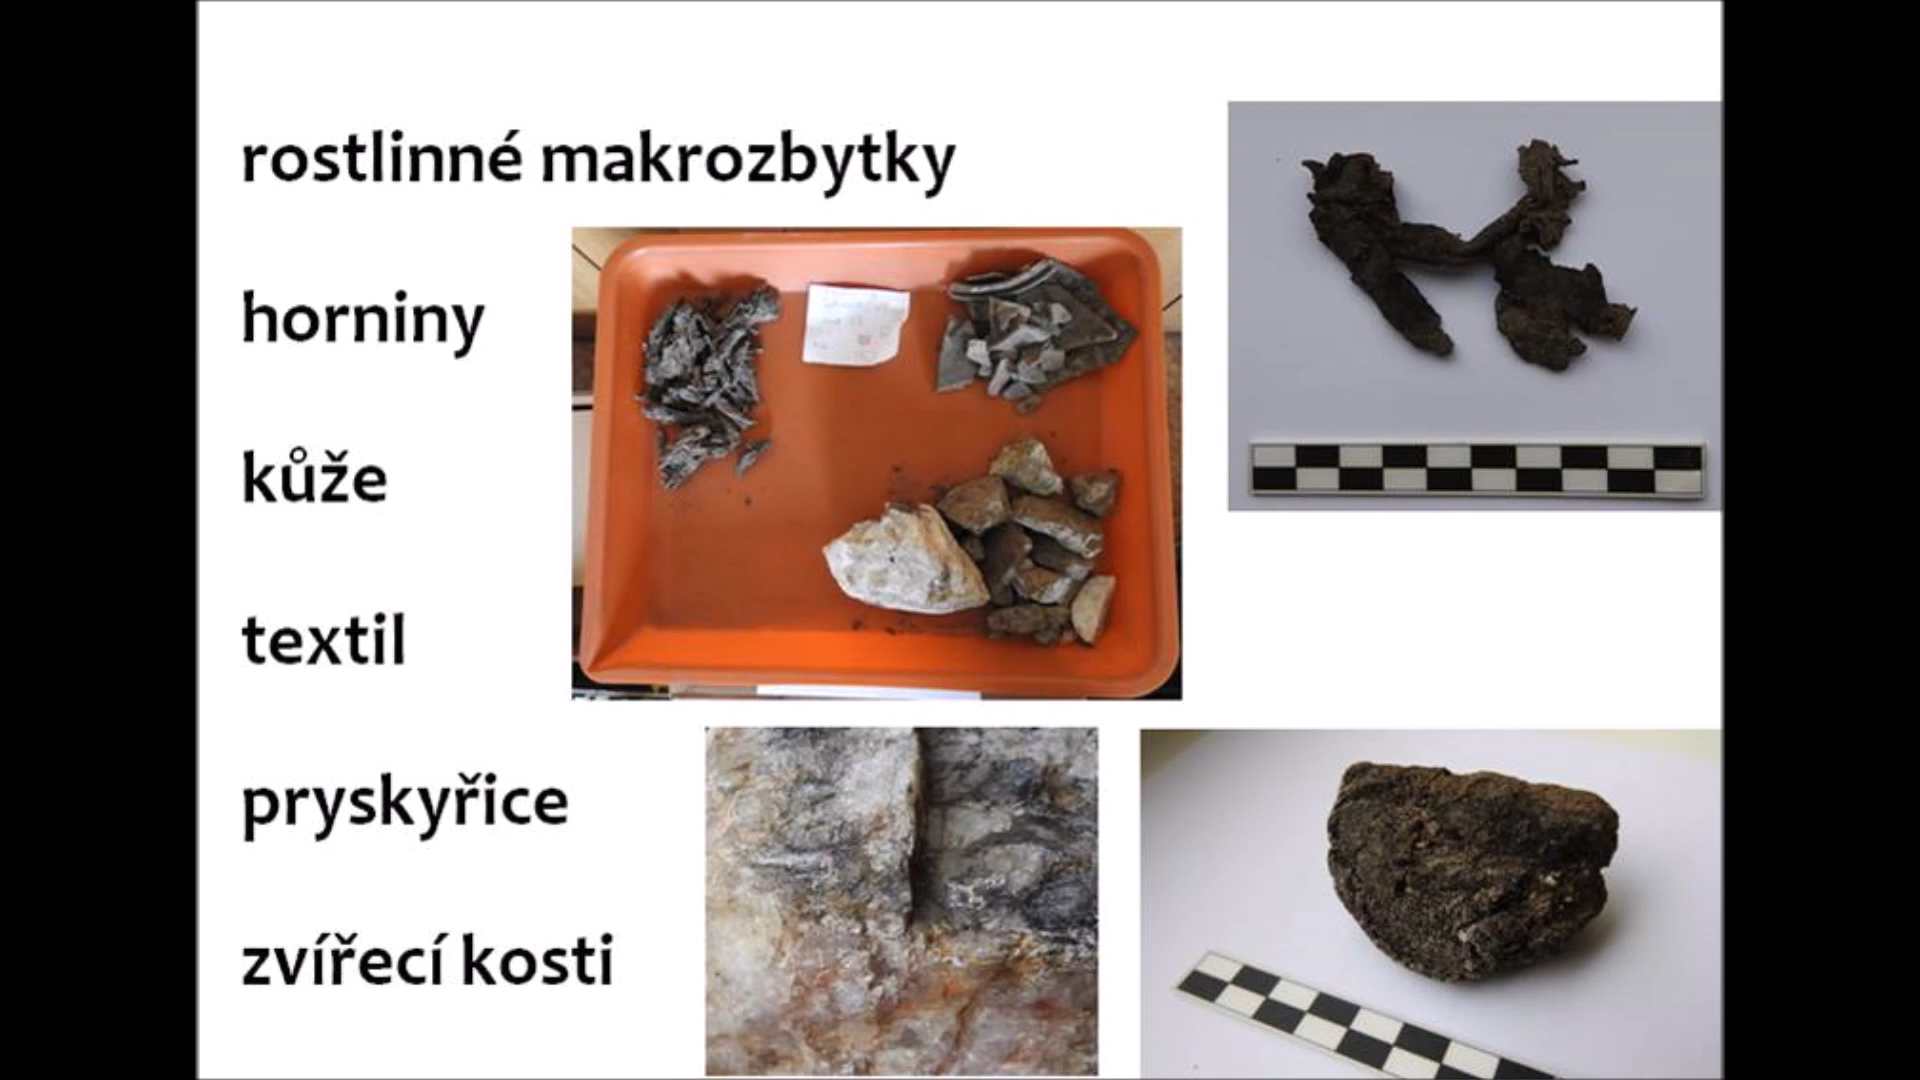 rostlinné makrozbytky
horniny
kůže
textil
pryskyřice
zvířecí kosti